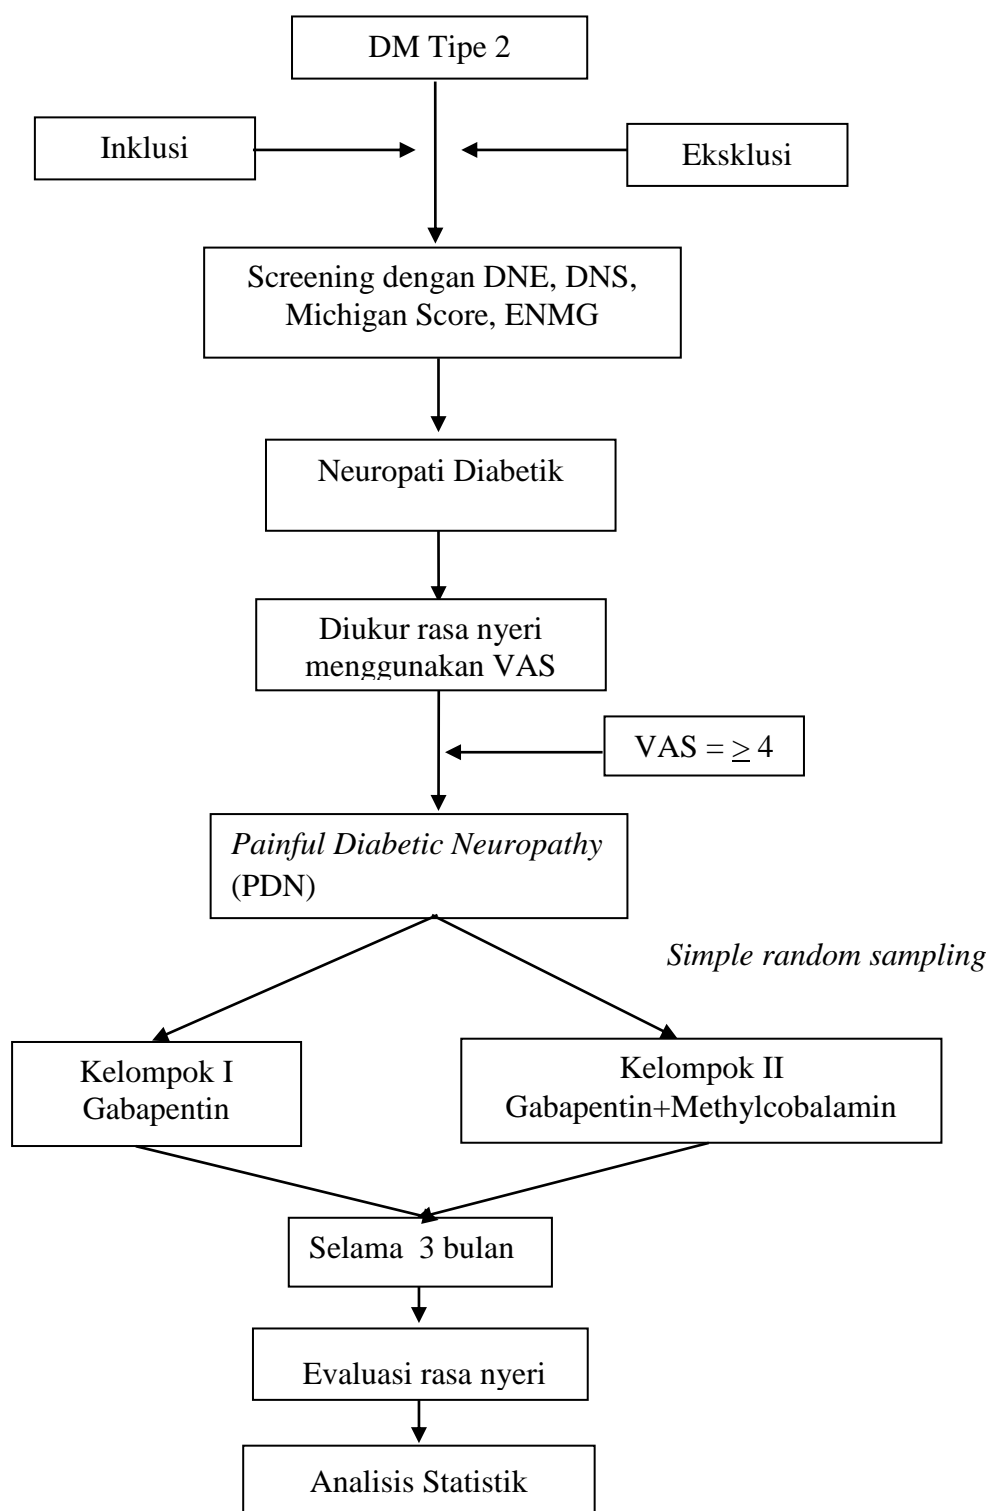 DM Tipe 2
Inklusi
Eksklusi
Screening dengan DNE, DNS,
Michigan Score, ENMG
Neuropati Diabetik
Diukur rasa nyeri
menggunakan VAS
VAS = ≥ 4
Painful Diabetic Neuropathy
(PDN)
Simple random sampling
Kelompok I
Gabapentin
Kelompok II
Gabapentin+Methylcobalamin
Selama 3 bulan
Evaluasi rasa nyeri
Analisis Statistik